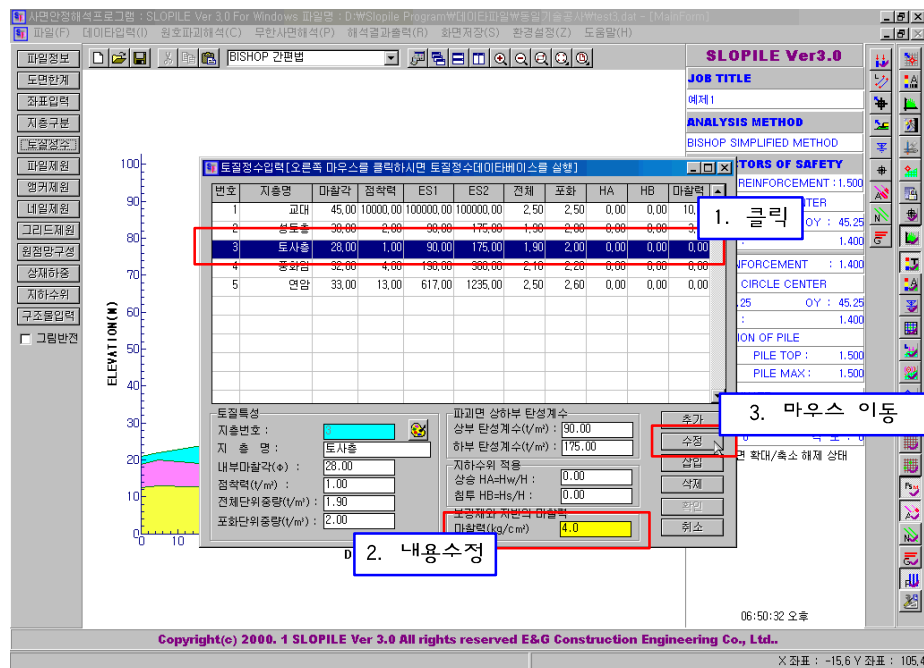 사면안정해석프로그램 : SLOPILE Ver 3.0 For Windows 파일명 : D:₩Slopile Program₩데이타파일₩동일기술공사₩test3.dat - [MainForm]
파일(F) 데이타입력(I) 원호파괴해석(C) 무한사면해석(P) 해석결과출력(R) 화면저장(S) 환경설정(Z) 도움말(H)
파일정보
BISHOP 간편법
도면한계
좌표입력
지층구분
토질정수
파일제원
앵커제원
네일제원
그리드제원
원점망구성
상재하중
지하수위
구조물입력
그림반전
SLOPILE Ver3.0
JOB TITLE
예제1
ANALYSIS METHOD
BISHOP SIMPLIFIED METHOD
TORS OF SAFETY
REINFORCEMENT : 1.500
TER
OY : 45.25
: 1.400
FORCEMENT : 1.400
CIRCLE CENTER
.25 OY : 45.25
: 1.400
ION OF PILE
PILE TOP : 1.500
PILE MAX : 1.500
면 확대/축소 해제 상태
06:50:32 오후
ELEVATION(M)
100
90
80
70
60
50
40
30
20
10
0
0 10
D
토질정수입력[오른쪽 마우스를 클릭하시면 토질정수데이타베이스를 실행]
번호 지층명 마찰각 점착력 ES1 ES2 전체 포화 HA HB 마찰력
1 교대 45,00 10000,00 100000,00 100000,00 2,50 2,50 0,00 0,00 10,
2 성토층 30,00 2,00 90,00 175,00 1,90 2,00 0,00 0,00
3 토사층 28,00 1,00 90,00 175,00 1,90 2,00 0,00 0,00 0,00
4 풍화암 32,00 4,00 190,00 380,00 2,10 2,20 0,00 0,00 0,00
5 연암 33,00 13,00 617,00 1235,00 2,50 2,60 0,00 0,00 0,00
1. 클릭
토질특성
지층번호 : 3
지 층 명 : 토사층
내부마찰각(Φ) : 28.00
점착력(t/m²) : 1.00
전체단위중량(t/m³) : 1.90
포화단위중량(t/m³) : 2.00
파괴면 상하부 탄성계수
상부 탄성계수(t/m²) : 90.00
하부 탄성계수(t/m²) : 175.00
지하수위 적용
상승 HA=Hw/H : 0.00
침투 HB=Hs/H : 0.00
보강재와 지반의 마찰력
마찰력(kg/cm²) 4.0
추가
수정
삽입
삭제
확인
취소
3. 마우스 이동
2. 내용수정
Copyright(c) 2000. 1 SLOPILE Ver 3.0 All rights reserved E&G Construction Engineering Co., Ltd..
X 좌표 : -15,6 Y 좌표 : 105,4